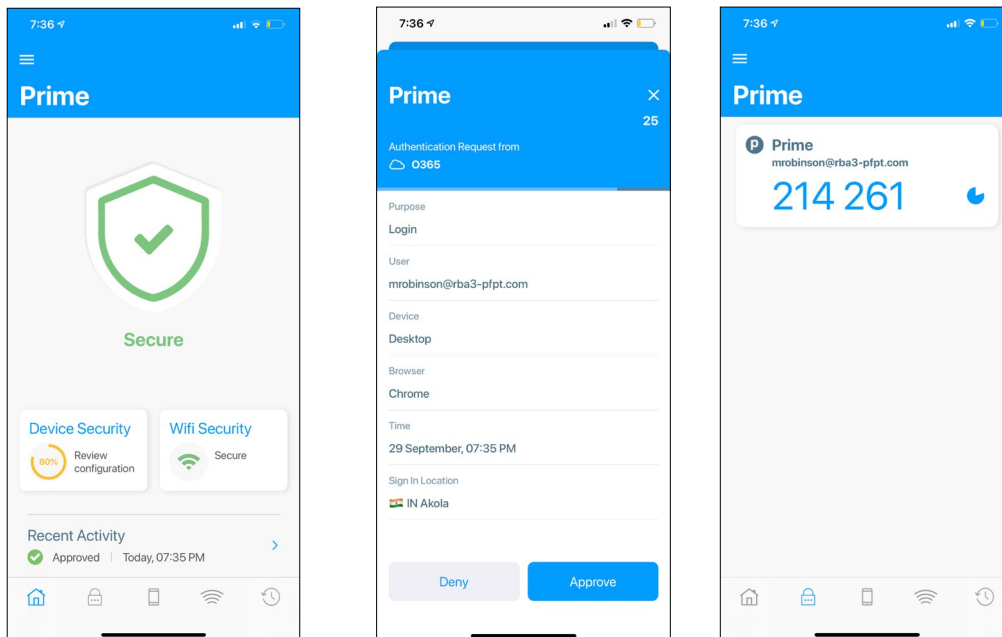 7:36
Prime
Secure
Device Security
80%
Review
configuration
Wifi Security
Secure
Recent Activity
Approved | Today, 07:35 PM
7:36
Prime
25
Authentication Request from
O365
Purpose
Login
User
mrobinson@rba3-pfpt.com
Device
Desktop
Browser
Chrome
Time
29 September, 07:35 PM
Sign In Location
IN Akola
Deny
Approve
7:36
Prime
P Prime
mrobinson@rba3-pfpt.com
214 261